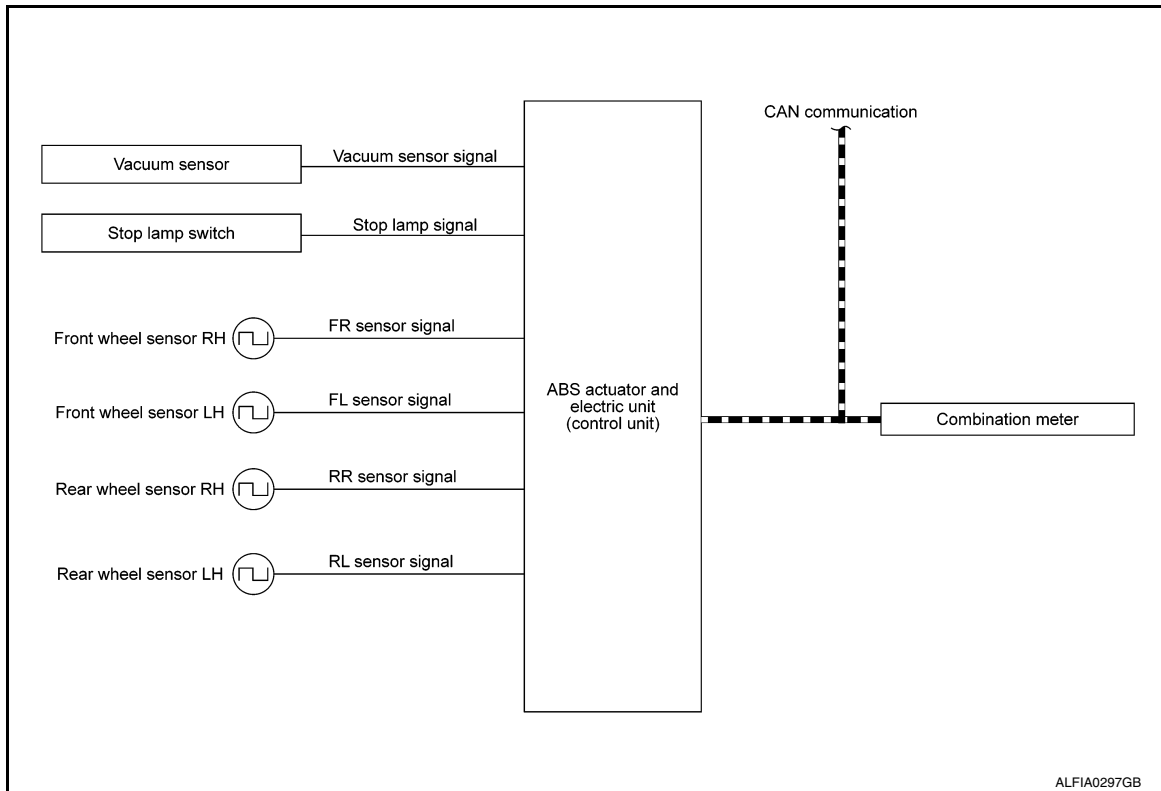 CAN communication
Vacuum sensor
Vacuum sensor signal
Stop lamp switch
Stop lamp signal
Front wheel sensor RH
FR sensor signal
Front wheel sensor LH
FL sensor signal
Rear wheel sensor RH
RR sensor signal
Rear wheel sensor LH
RL sensor signal
ABS actuator and
electric unit
(control unit)
Combination meter
ALFIA0297GB